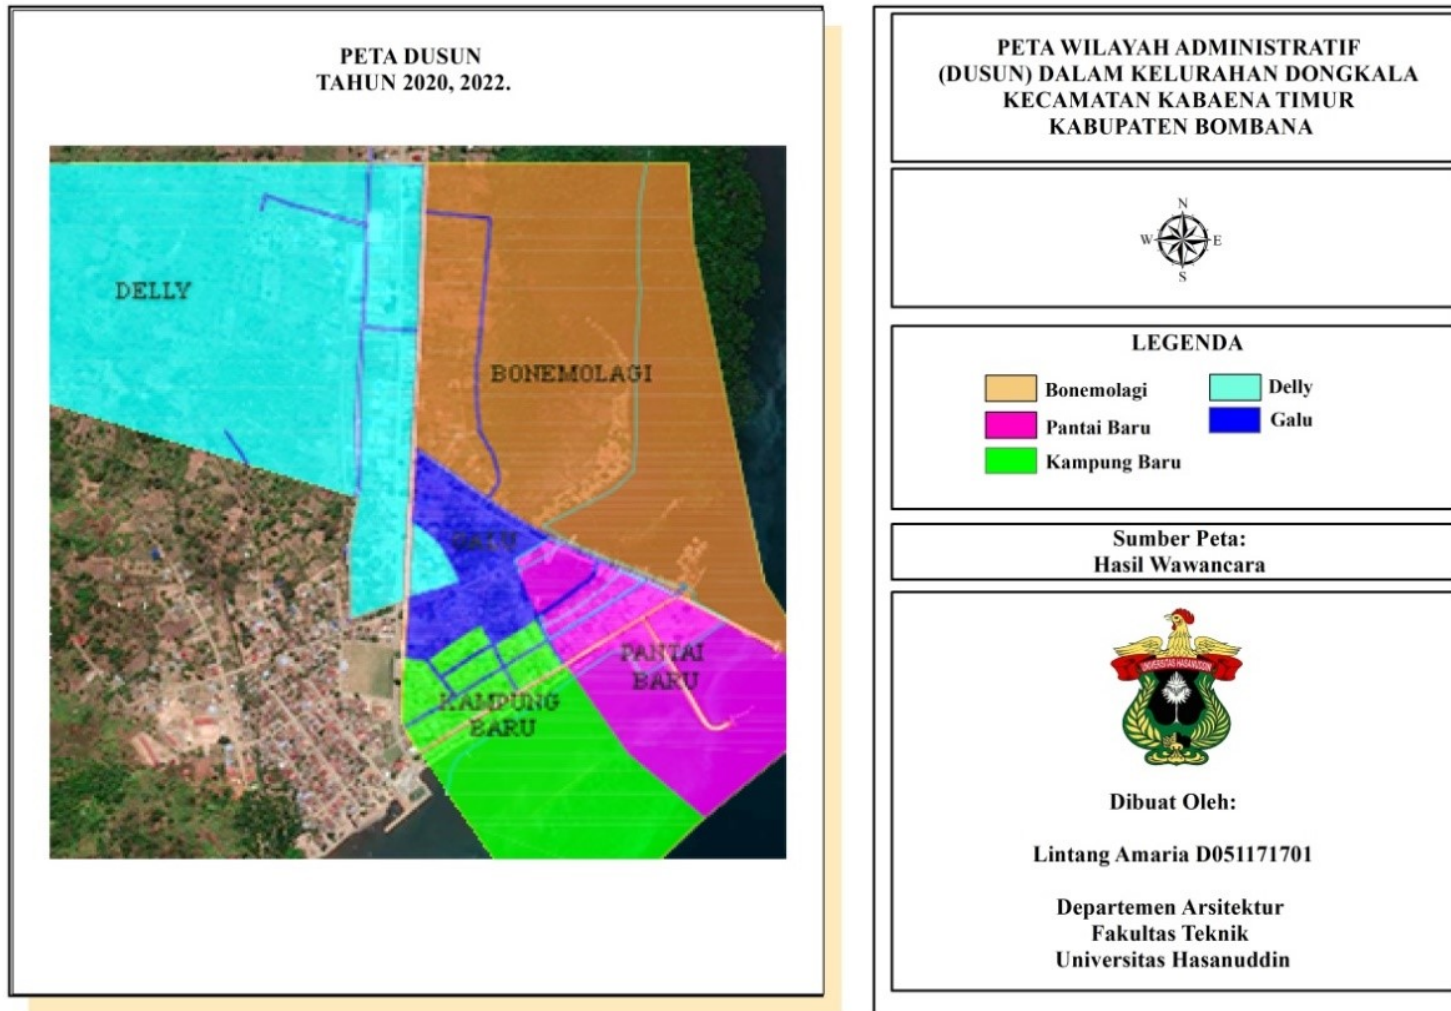 PETA DUSUN
TAHUN 2020, 2022.
DELLY
BONEMOLAGI
GALU
PANTAI
BARU
KAMPUNG
BARU
PETA WILAYAH ADMINISTRATIF
(DUSUN) DALAM KELURAHAN DONGKALA
KECAMATAN KABAENA TIMUR
KABUPATEN BOMBANA
N
W E
S
LEGENDA
Bonemolagi
Delly
Pantai Baru
Galu
Kampung Baru
Sumber Peta:
Hasil Wawancara
UNIVERSITAS HASANUDDIN
Dibuat Oleh:
Lintang Amaria D051171701
Departemen Arsitektur
Fakultas Teknik
Universitas Hasanuddin